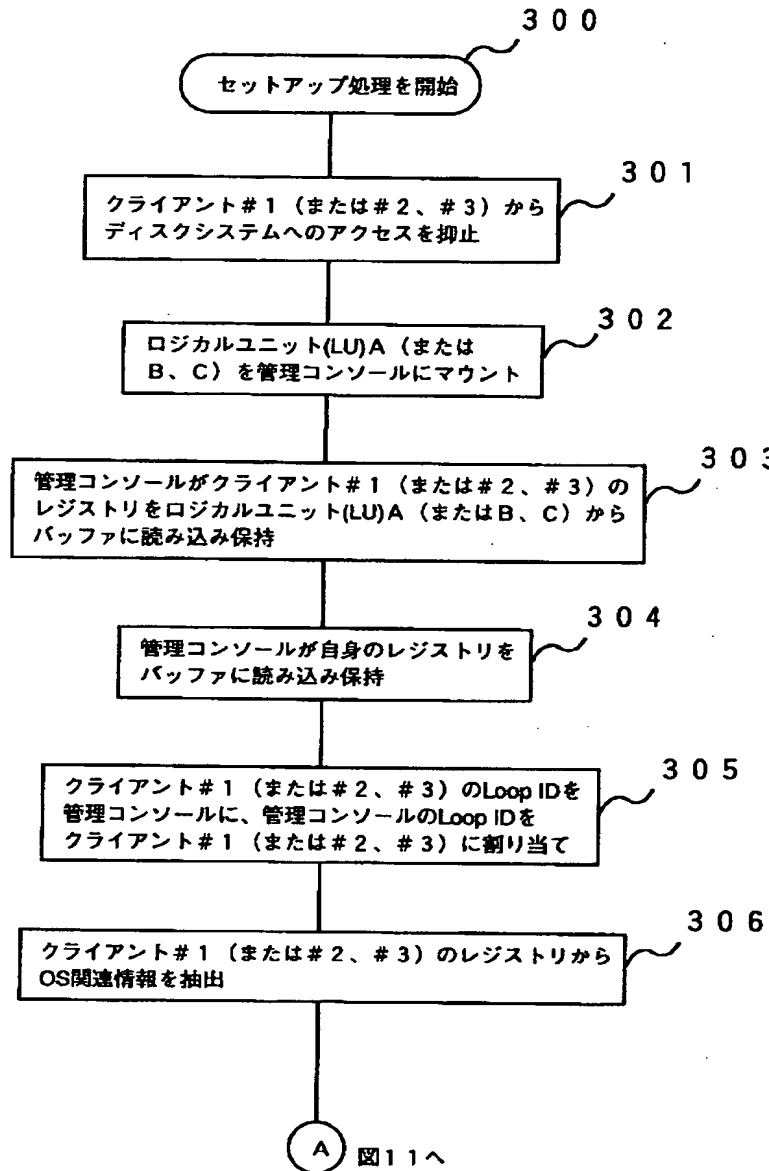 300
セットアップ処理を開始
301
クライアント#1（または#2、#3）から
ディスクシステムへのアクセスを抑止
302
ロジカルユニット(LU)A（または
B、C）を管理コンソールにマウント
303
管理コンソールがクライアント#1（または#2、#3）の
レジストリをロジカルユニット(LU)A（またはB、C）から
バッファに読み込み保持
304
管理コンソールが自身のレジストリを
バッファに読み込み保持
305
クライアント#1（または#2、#3）のLoop IDを
管理コンソールに、管理コンソールのLoop IDを
クライアント#1（または#2、#3）に割り当て
306
クライアント#1（または#2、#3）のレジストリから
OS関連情報を抽出
A 図11へ